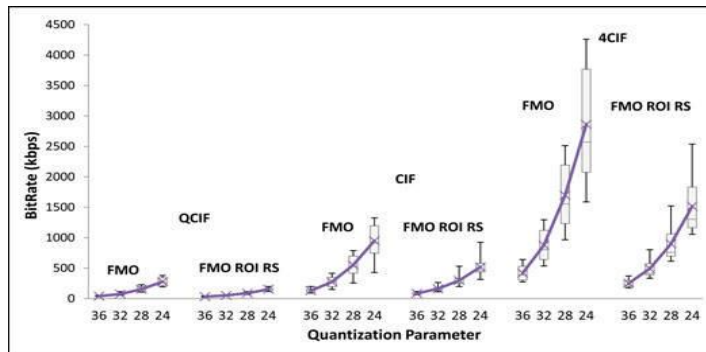 4500
4000
3500
3000
2500
2000
1500
1000
500
0
BitRate (kbps)
4CIF
FMO
FMO ROI RS
CIF
FMO
FMO ROI RS
QCIF
FMO
FMO ROI RS
36 32 28 24 36 32 28 24 36 32 28 24 36 32 28 24 36 32 28 24 36 32 28 24
Quantization Parameter